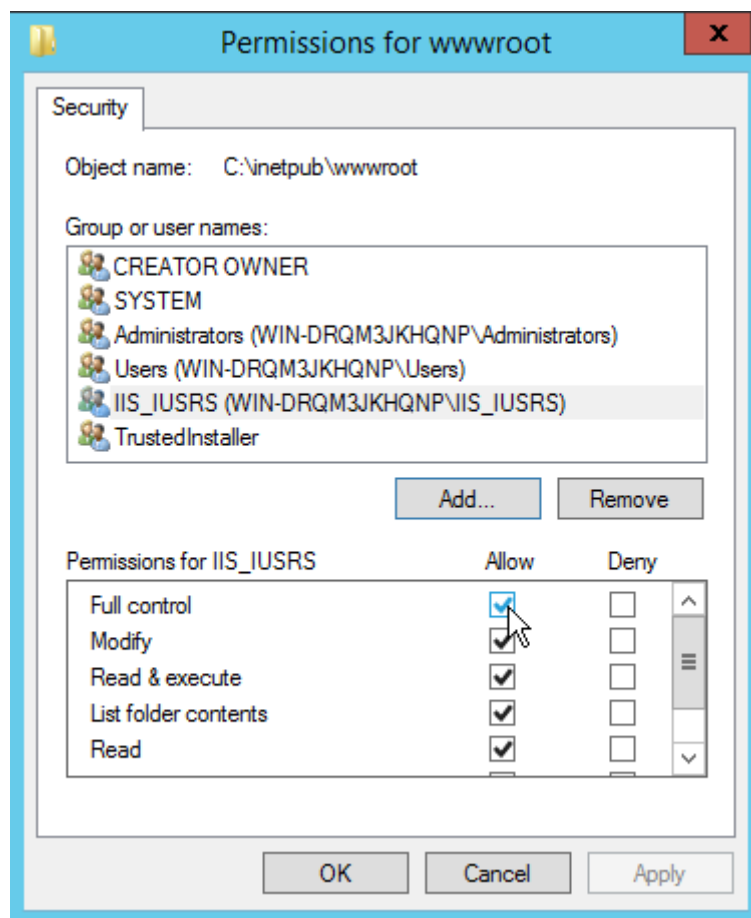 Permissions for wwwroot
x
Security
Object name: C:\inetpub\wwwroot
Group or user names:
CREATOR OWNER
SYSTEM
Administrators (WIN-DRQM3JKHQNP\Administrators)
Users (WIN-DRQM3JKHQNP\Users)
IIS_IUSRS (WIN-DRQM3JKHQNP\IIS_IUSRS)
TrustedInstaller
Add... Remove
Permissions for IIS_IUSRS Allow Deny
Full control
Modify
Read & execute
List folder contents
Read
OK Cancel Apply